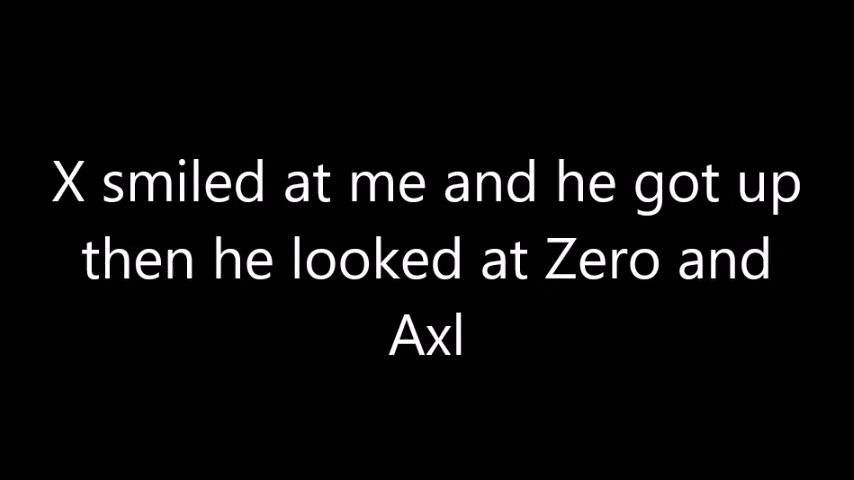 X smiled at me and he got up
then he looked at Zero and
Axl